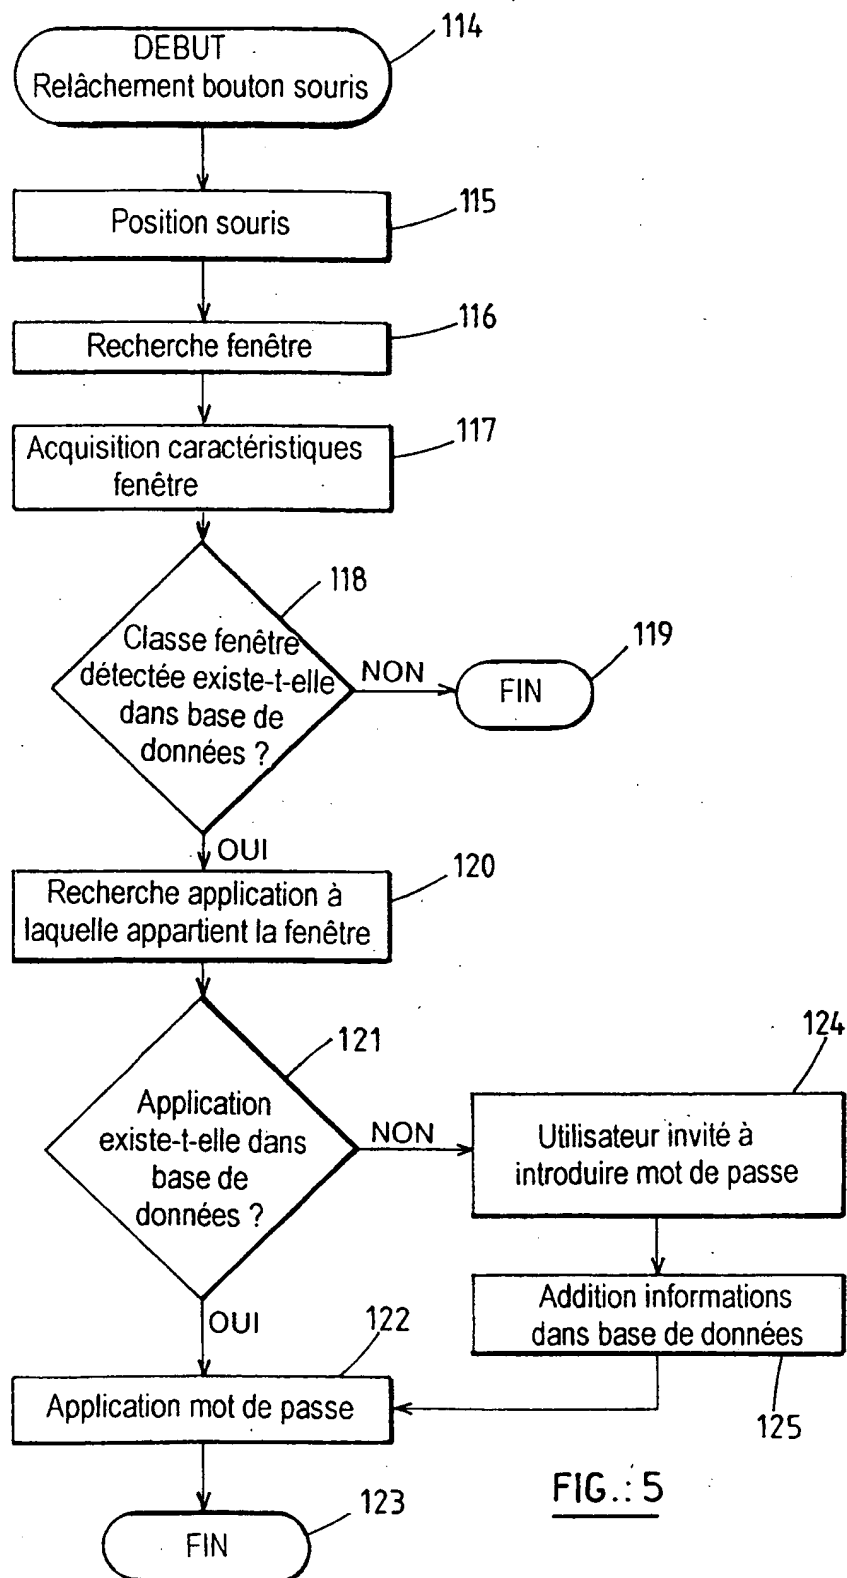 114
DEBUT
Relâchement bouton souris
115
Position souris
116
Recherche fenêtre
117
Acquisition caractéristiques
fenêtre
118
Classe fenêtre
détectée existe-t-elle
dans base de
données ?
NON
119
FIN
OUI
120
Recherche application à
laquelle appartient la fenêtre
121
Application
existe-t-elle dans
base de
données ?
NON
124
Utilisateur invité à
introduire mot de passe
Addition informations
dans base de données
125
OUI
122
Application mot de passe
123
FIN
FIG.: 5